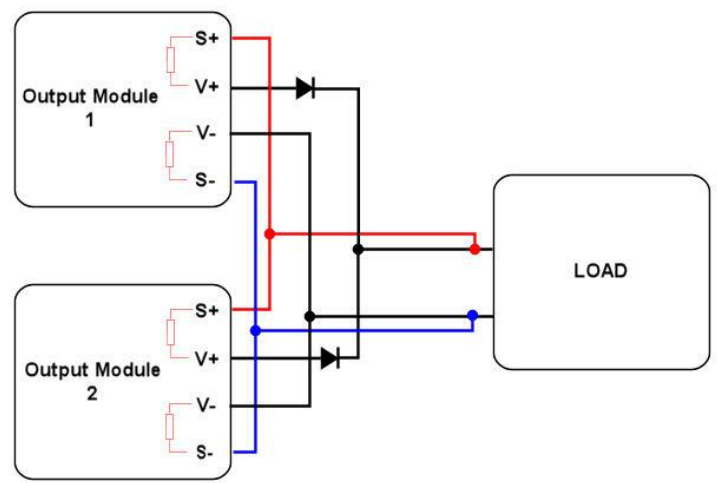 S+
V+
Output Module
1
V-
S-
LOAD
S+
V+
Output Module
2
V-
S-